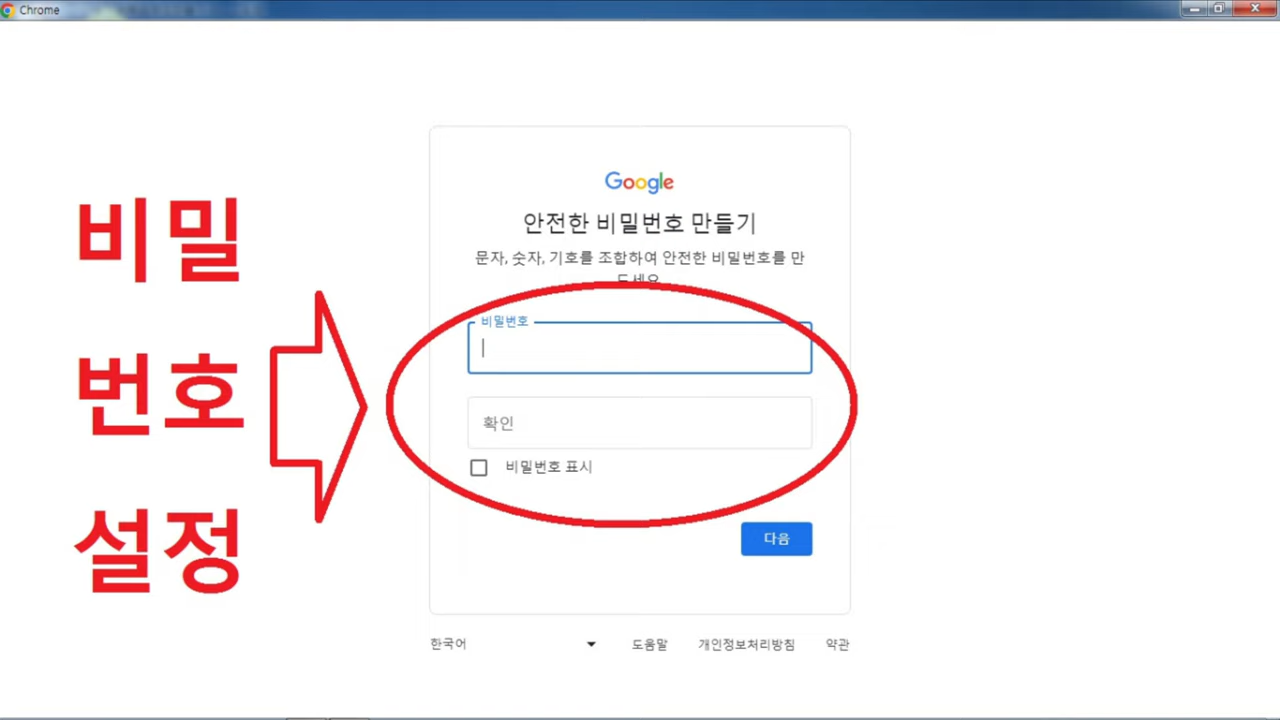 Chrome
비밀
번호
설정
Google
안전한 비밀번호 만들기
문자, 숫자, 기호를 조합하여 안전한 비밀번호를 만
드세요
비밀번호
확인
비밀번호 표시
다음
한국어
도움말
개인정보처리방침
약관